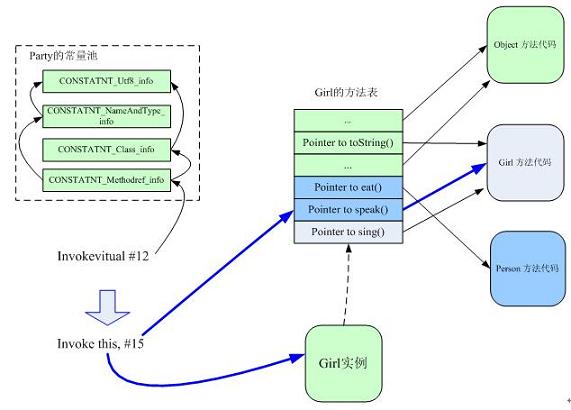 Party的常量池
CONSTATNT_Utf8_info
CONSTATNT_NameAndType_
info
CONSTATNT_Class_info
CONSTATNT_Methodref_info
Invokevitual #12
Invoke this, #15
Girl的方法表
...
Pointer to toString()
...
Pointer to eat()
Pointer to speak()
Pointer to sing()
Girl实例
Object 方法代码
Girl 方法代码
Person 方法代码